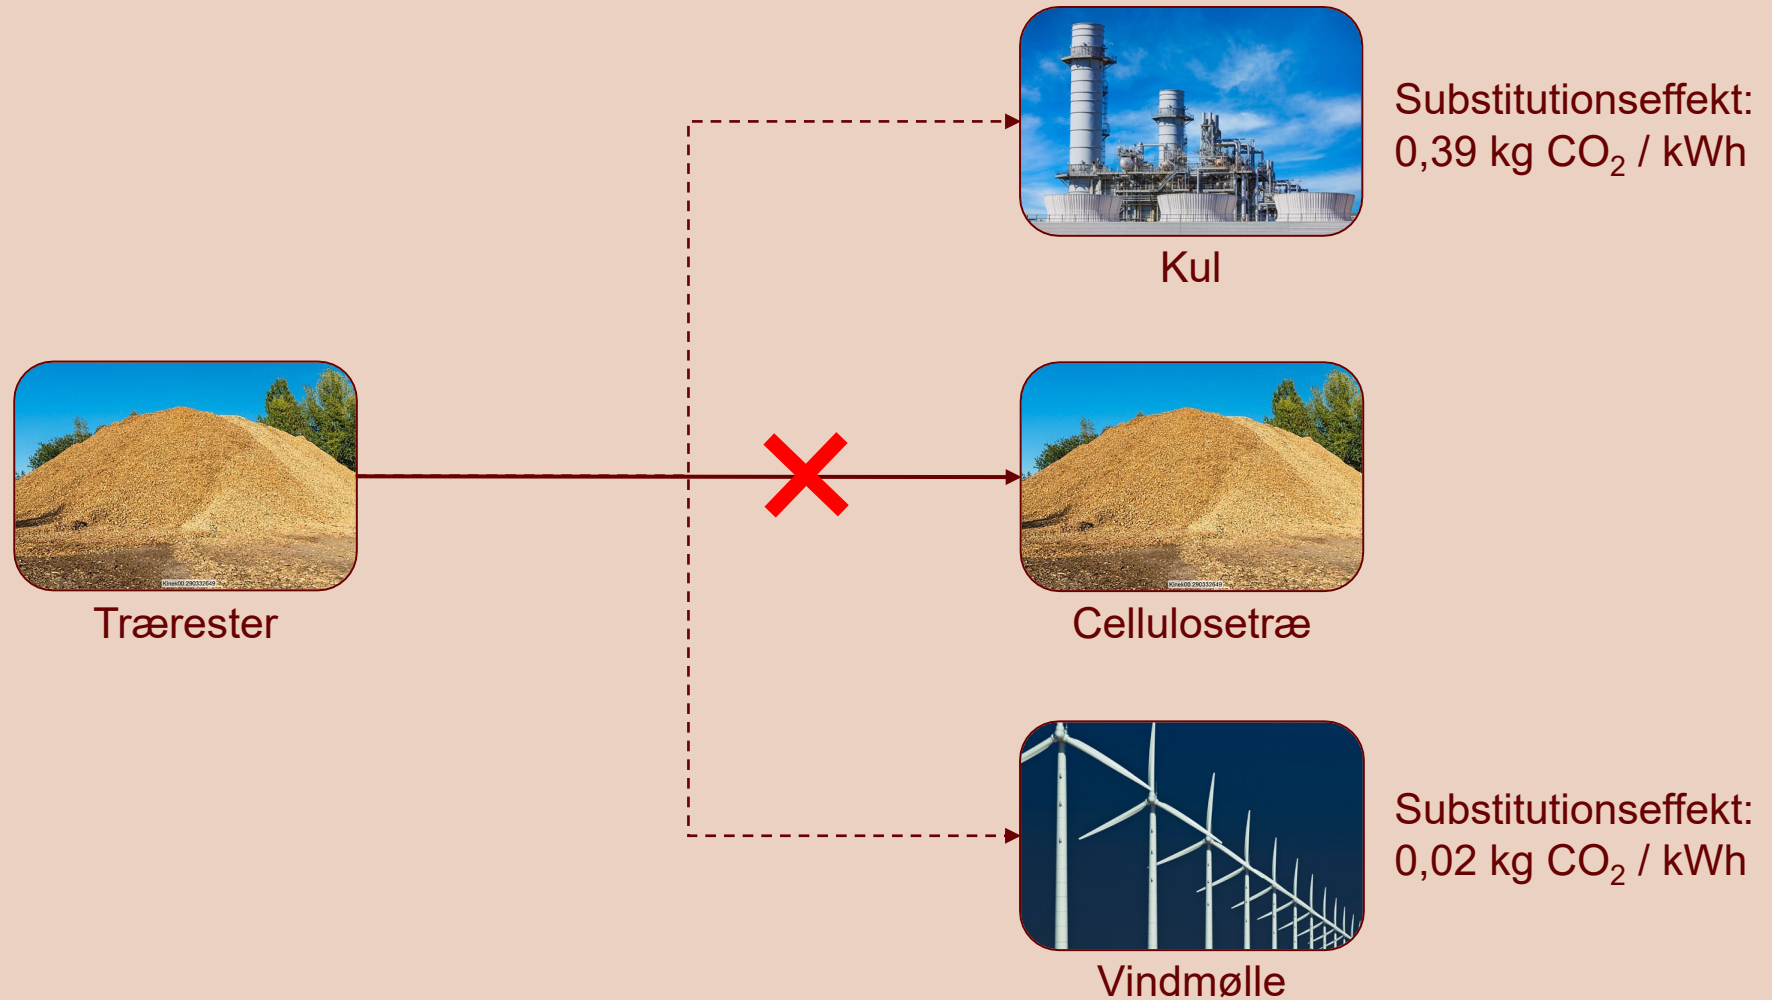 Substitutionseffekt:
0,39 kg CO₂ / kWh
Kul
Trærester
Cellulosetræ
Substitutionseffekt:
0,02 kg CO₂ / kWh
Vindmølle